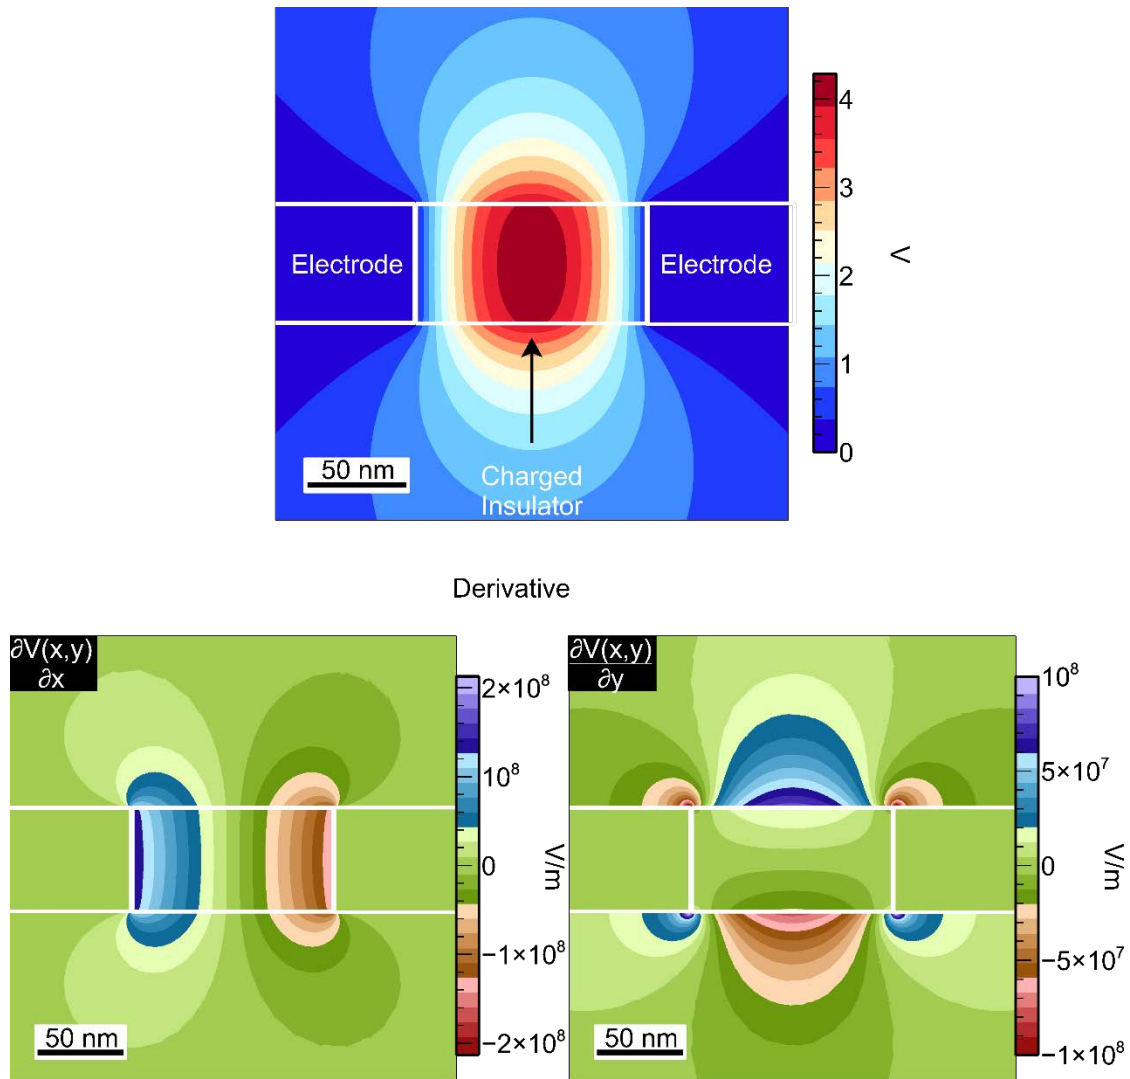 4
3
Electrode
Electrode
V
2
1
0
50 nm
Charged
Insulator
Derivative
∂V(x,y)
∂x
2×10⁸
10⁸
0
−1×10⁸
−2×10⁸
V/m
50 nm
∂V(x,y)
∂y
10⁸
5×10⁷
0
−5×10⁷
−1×10⁸
V/m
50 nm